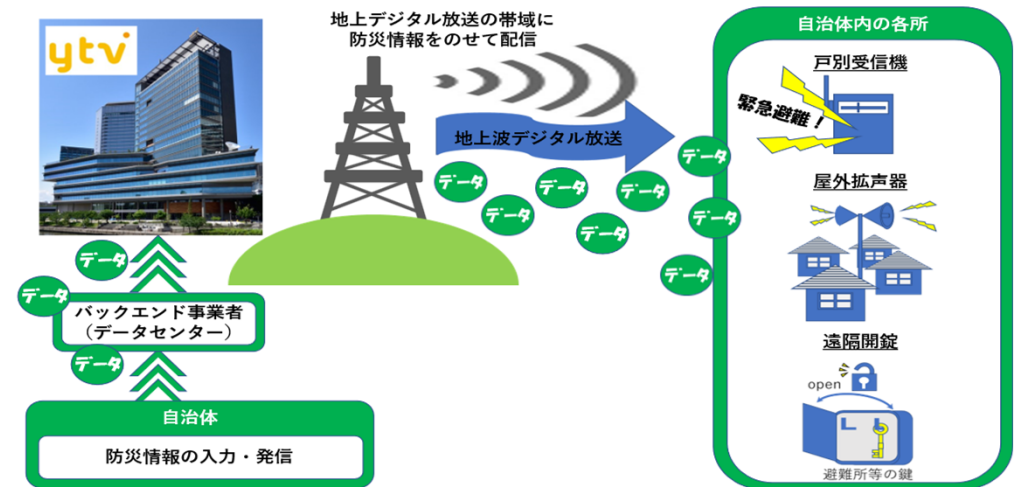 ytv
地上デジタル放送の帯域に
防災情報をのせて配信
地上波デジタル放送
データ
データ
データ
データ
データ
データ
データ
データ
データ
データ
データ
バックエンド事業者
（データセンター）
自治体
防災情報の入力・発信
自治体内の各所
戸別受信機
緊急避難！
屋外拡声器
遠隔開錠
open
避難所等の鍵